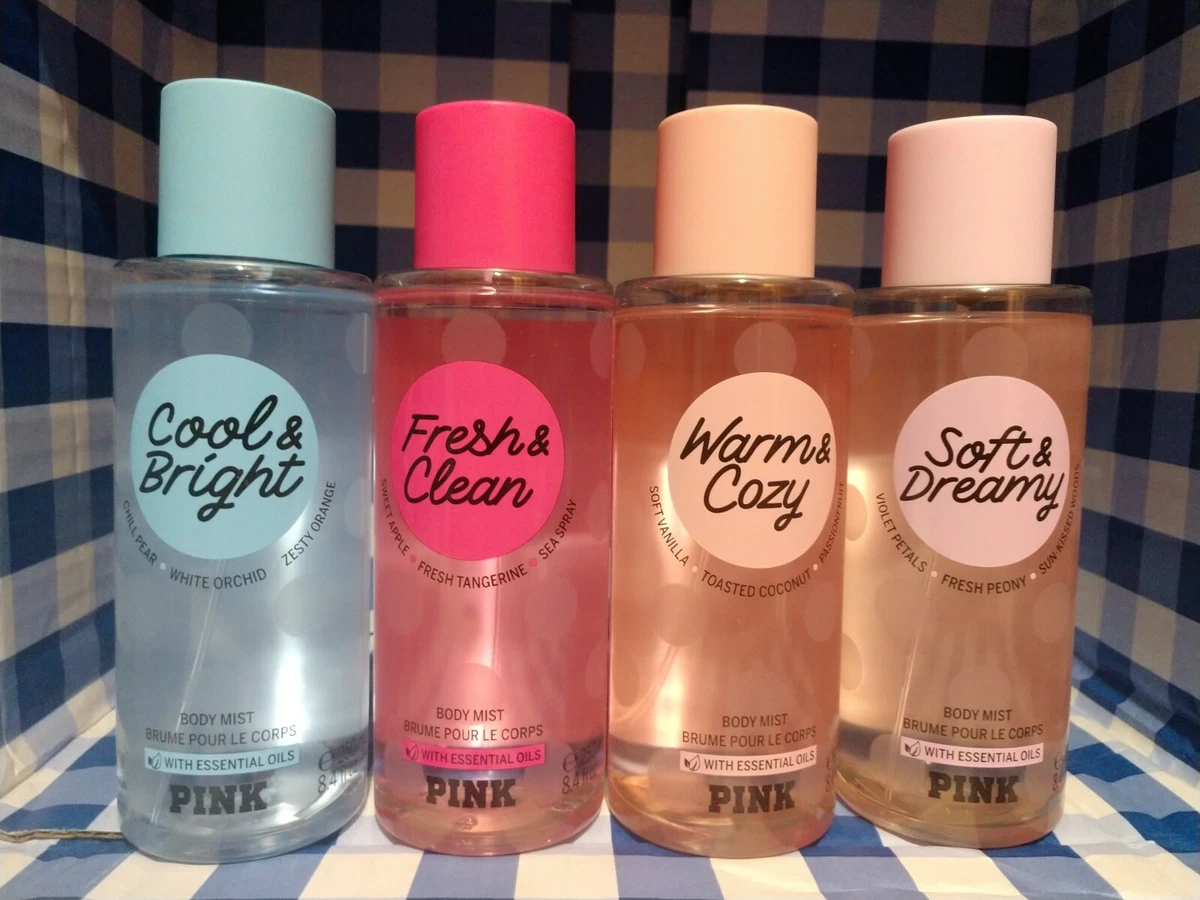 Cool &
Bright
CHILL PEAR • WHITE ORCHID ZESTY ORANGE
BODY MIST
BRUME POUR LE CORPS
WITH ESSENTIAL OILS
PINK
Fresh &
Clean
SWEET APPLE • FRESH TANGERINE • SEA SPRAY
BODY MIST
BRUME POUR LE CORPS
WITH ESSENTIAL OILS
PINK
Warm &
Cozy
SOFT VANILLA • TOASTED COCONUT • PASSIONFRUIT
BODY MIST
BRUME POUR LE CORPS
WITH ESSENTIAL OILS
PINK
Soft &
Dreamy
VIOLET PETALS • FRESH PEONY • SUN-KISSED WOODS
BODY MIST
BRUME POUR LE CORPS
WITH ESSENTIAL OILS
PINK